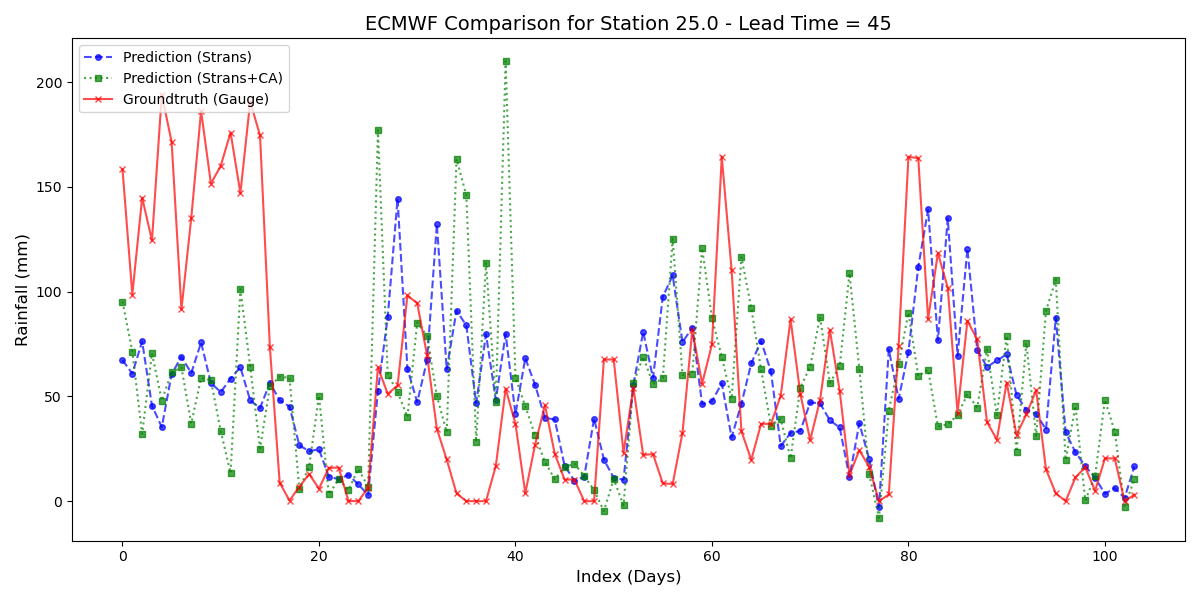 ECMWF Comparison for Station 25.0 - Lead Time = 45
Prediction (Strans)
Prediction (Strans+CA)
Groundtruth (Gauge)
Rainfall (mm)
200
150
100
50
0
0 20 40 60 80 100
Index (Days)